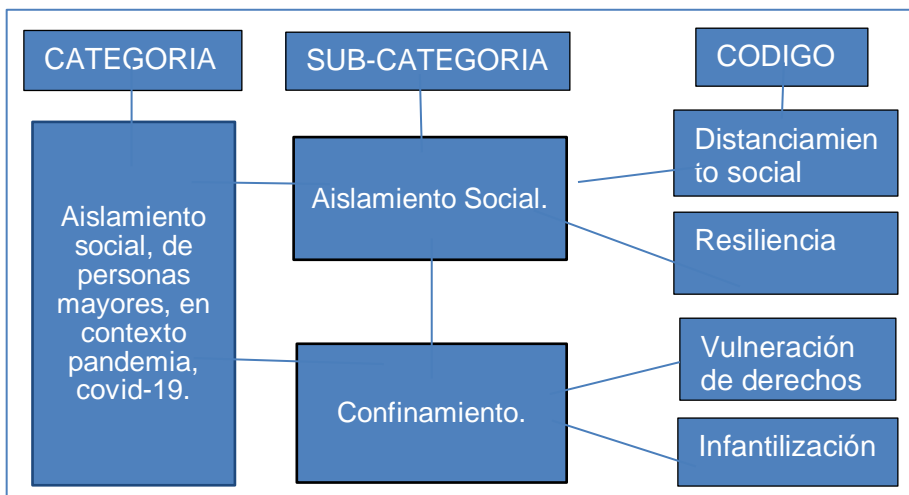 CATEGORIA
SUB-CATEGORIA
CODIGO
Aislamiento
social, de
personas
mayores, en
contexto
pandemia,
covid-19.
Aislamiento Social.
Confinamiento.
Distanciamien
to social
Resiliencia
Vulneración
de derechos
Infantilización